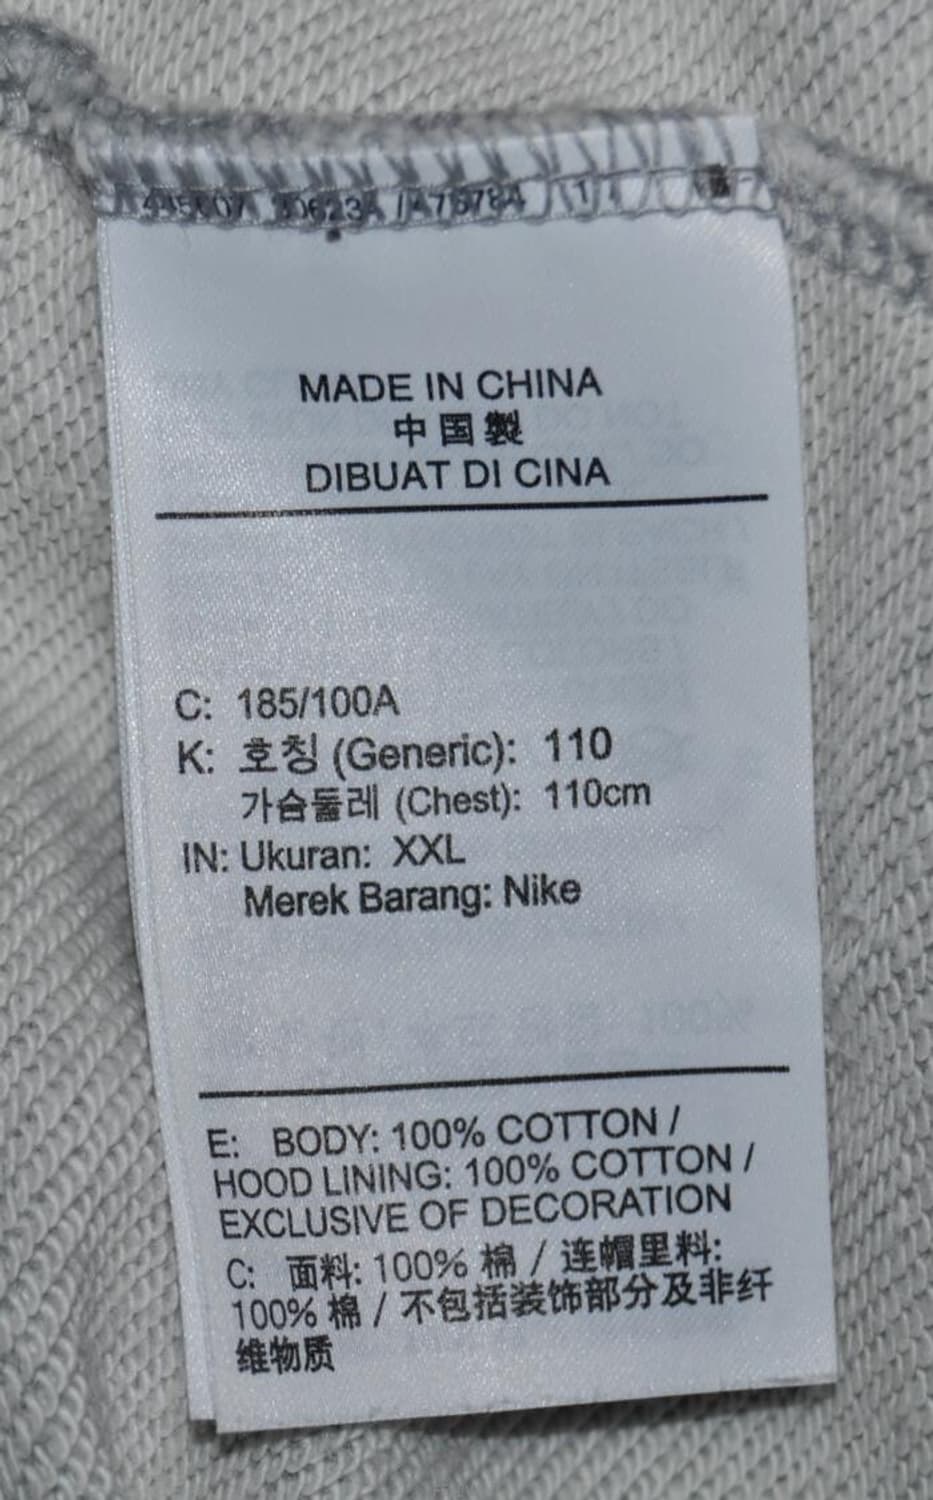 MADE IN CHINA
中国製
DIBUAT DI CINA
C: 185/100A
K: 호칭 (Generic): 110
가슴둘레 (Chest): 110cm
IN: Ukuran: XXL
Merek Barang: Nike
E: BODY: 100% COTTON /
HOOD LINING: 100% COTTON /
EXCLUSIVE OF DECORATION
C: 面料: 100% 棉 / 连帽里料:
100% 棉 / 不包括装饰部分及非纤
维物质